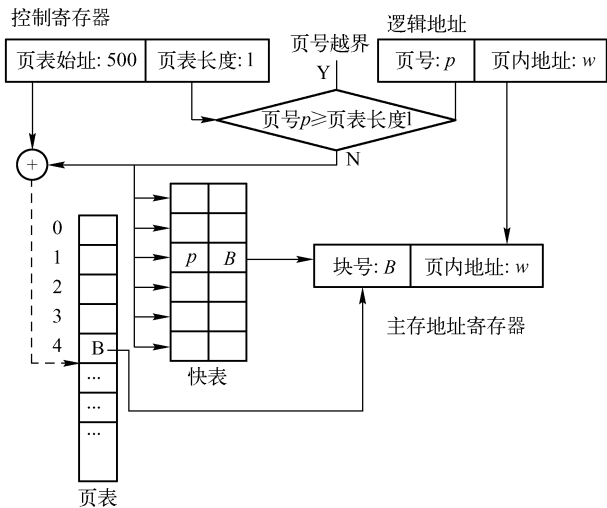 控制寄存器
逻辑地址
页表始址: 500
页表长度: 1
页号越界
页号: p
页内地址: w
Y
页号p≥页表长度l
N
+
0
1
2
3
4
p
B
块号: B
页内地址: w
主存地址寄存器
B
快表
...
...
...
页表